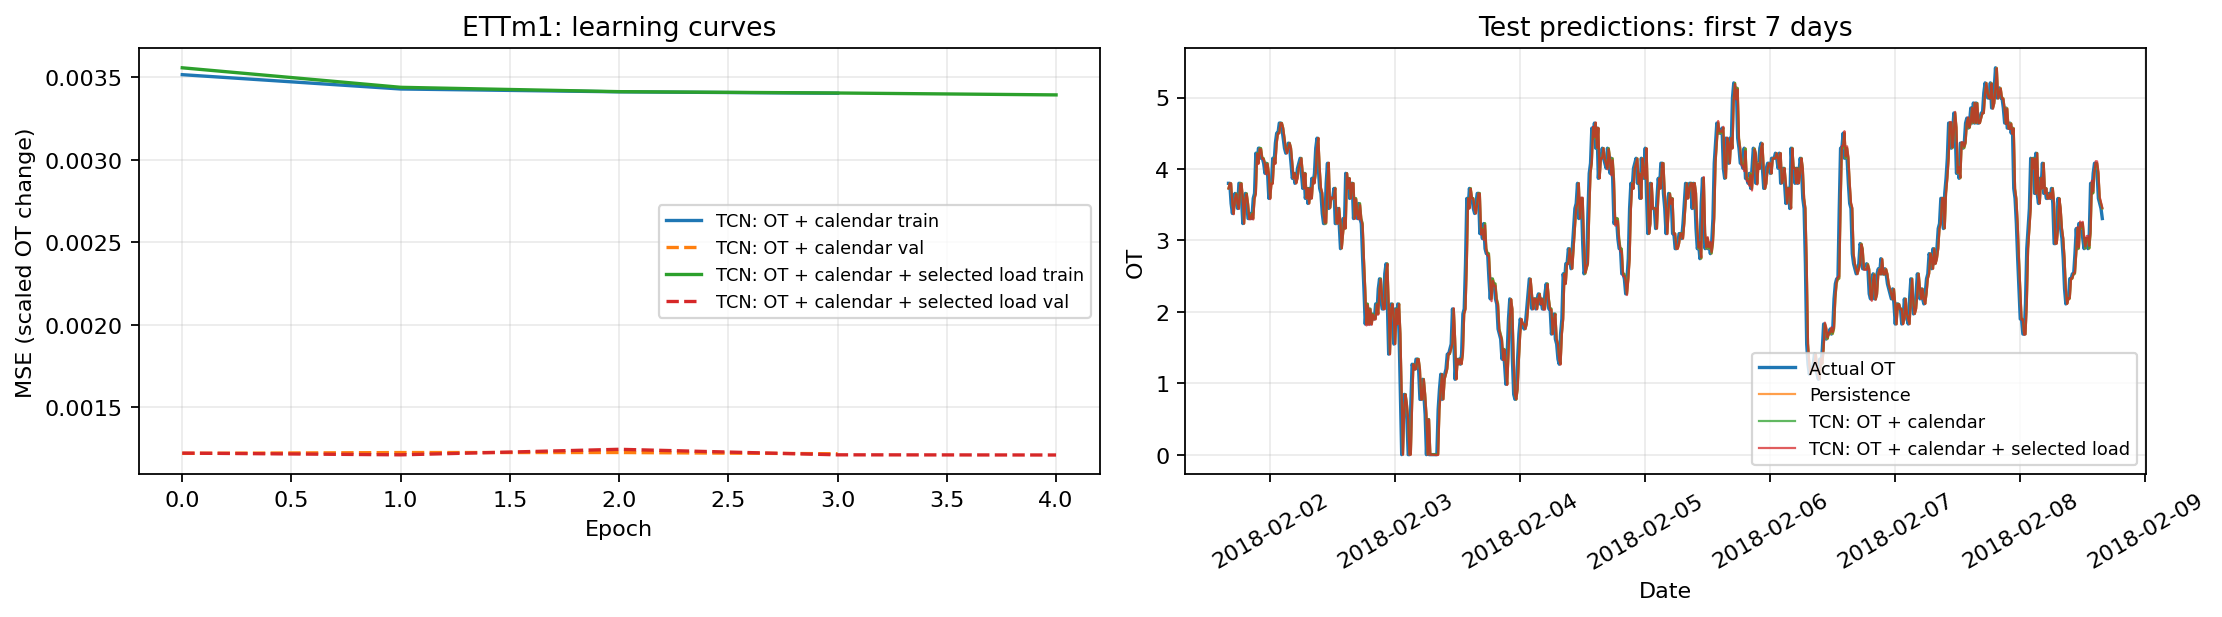 ETTm1: learning curves
MSE (scaled OT change)
0.0035
0.0030
0.0025
0.0020
0.0015
TCN: OT + calendar train
TCN: OT + calendar val
TCN: OT + calendar + selected load train
TCN: OT + calendar + selected load val
0.0 0.5 1.0 1.5 2.0 2.5 3.0 3.5 4.0
Epoch
Test predictions: first 7 days
OT
5
4
3
2
1
0
Actual OT
Persistence
TCN: OT + calendar
TCN: OT + calendar + selected load
2018-02-02 2018-02-03 2018-02-04 2018-02-05 2018-02-06 2018-02-07 2018-02-08 2018-02-09
Date